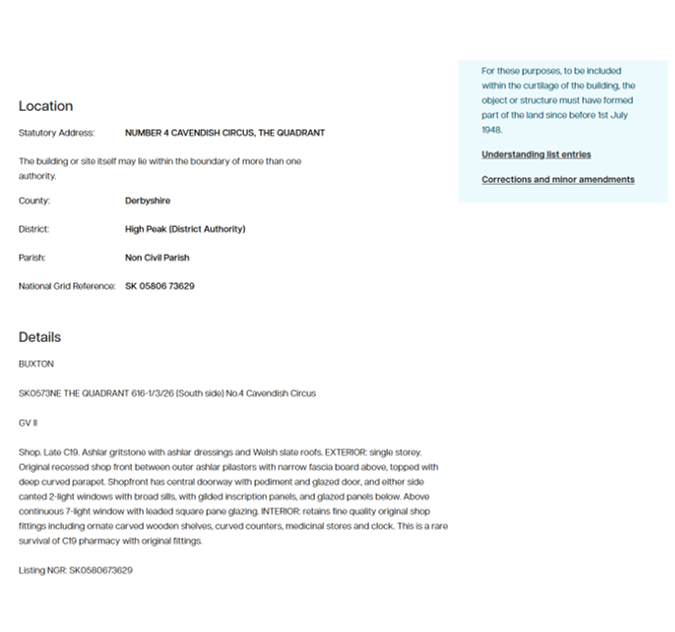 For these purposes, to be included
within the curtilage of the building, the
object or structure must have formed
part of the land since before 1st July
1948.
Understanding list entries
Corrections and minor amendments
Location
Statutory Address: NUMBER 4 CAVENDISH CIRCUS, THE QUADRANT
The building or site itself may lie within the boundary of more than one
authority.
County: Derbyshire
District: High Peak (District Authority)
Parish: Non Civil Parish
National Grid Reference: SK 05806 73629
Details
BUXTON
SK0573NE THE QUADRANT 616-1/3/26 (South side) No.4 Cavendish Circus
GV II
Shop. Late C19. Ashlar gritstone with ashlar dressings and Welsh slate roofs. EXTERIOR: single storey.
Original recessed shop front between outer ashlar pilasters with narrow fascia board above, topped with
deep curved parapet. Shopfront has central doorway with pediment and glazed door, and either side
canted 2-light windows with broad sills, with gilded inscription panels, and glazed panels below. Above
continuous 7-light window with leaded square pane glazing. INTERIOR: retains fine quality original shop
fittings including ornate carved wooden shelves, curved counters, medicinal stores and clock. This is a rare
survival of C19 pharmacy with original fittings.
Listing NGR: SK0580673629